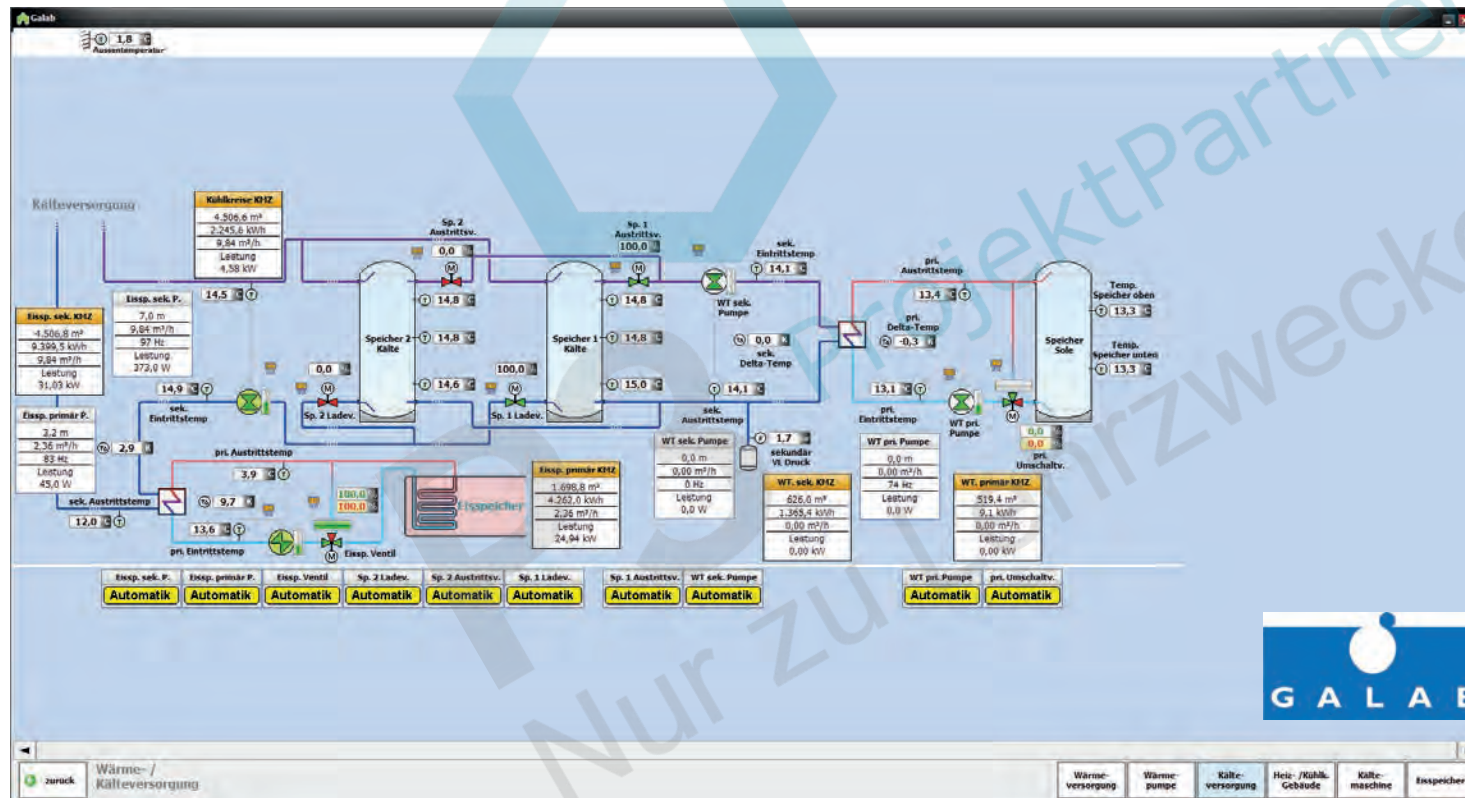 Galab
1,8
Aussentemperatur
Kälteversorgung
Kühlkreise KMZ
4.506,6 m³
2.245,6 kWh
9,84 m³/h
Leistung
4,58 kW
14,5
Eissp. sek. KMZ
4.506,8 m³
9.399,5 kWh
9,84 m³/h
Leistung
31,03 kW
Eissp. sek. P.
7,0 m
9,84 m³/h
97 Hz
Leistung
373,0 W
Eissp. primär P.
3,2 m
2,36 m³/h
83 Hz
Leistung
45,0 W
14,9
sek.
Eintrittstemp
2,9
pri. Austrittstemp
3,9
sek. Austrittstemp
12,0
9,7
13,6
pri. Eintrittstemp
100,0
100,0
Eissp. Ventil
Eisspeicher
Eissp. primär KMZ
1.698,8 m³
4.262,0 kWh
2,36 m³/h
Leistung
24,94 kW
Sp. 2
Austrittsv.
0,0
M
Speicher 2
Kälte
14,8
14,8
14,6
0,0
M
Sp. 2 Ladev.
Sp. 1
Austrittsv.
100,0
M
Speicher 1
Kälte
14,8
14,8
15,0
100,0
M
Sp. 1 Ladev.
WT sek.
Pumpe
sek.
Eintrittstemp
14,1
0,0
sek.
Delta-Temp
14,1
sek.
Austrittstemp
1,7
sekundär
VL Druck
WT sek. Pumpe
0,0 m
0,00 m³/h
0 Hz
Leistung
0,0 W
WT. sek. KMZ
626,0 m³
1.365,4 kWh
0,00 m³/h
Leistung
0,00 kW
pri.
Austrittstemp
13,4
pri.
Delta-Temp
-0,3
13,1
pri.
Eintrittstemp
WT pri.
Pumpe
M
0,0
0,0
pri.
Umschaltv.
WT pri. Pumpe
0,0 m
0,00 m³/h
74 Hz
Leistung
0,0 W
WT. primär KMZ
519,4 m³
9,1 kWh
0,00 m³/h
Leistung
0,00 kW
Speicher
Sole
Temp.
Speicher oben
13,3
Temp.
Speicher unten
13,3
Eissp. sek. P. Eissp. primär P. Eissp. Ventil Sp. 2 Ladev. Sp. 2 Austrittsv. Sp. 1 Ladev. Sp. 1 Austrittsv. WT sek. Pumpe WT pri. Pumpe pri. Umschaltv.
Automatik Automatik Automatik Automatik Automatik Automatik Automatik Automatik Automatik Automatik
GALAB
zurück
Wärme- /
Kälteversorgung
Wärme-
versorgung
Wärme-
pumpe
Kälte-
versorgung
Heiz- /Kühlk.
Gebäude
Kälte-
maschine
Eisspeicher
ProjektPartner
Nur zu Lehrzwecke